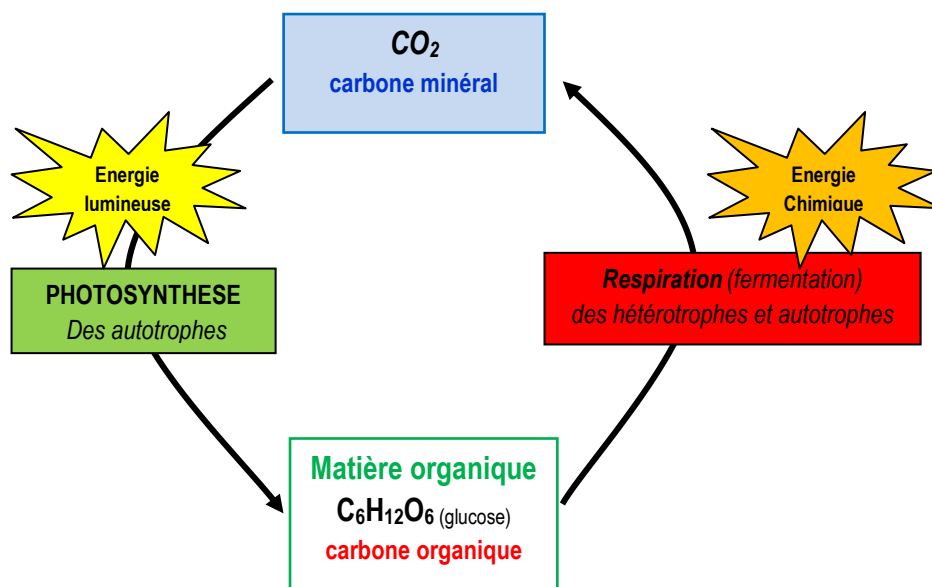 CO₂
carbone minéral
Energie
lumineuse
Energie
Chimique
PHOTOSYNTHESE
Des autotrophes
Respiration (fermentation)
des hétérotrophes et autotrophes
Matière organique
C₆H₁₂O₆ (glucose)
carbone organique